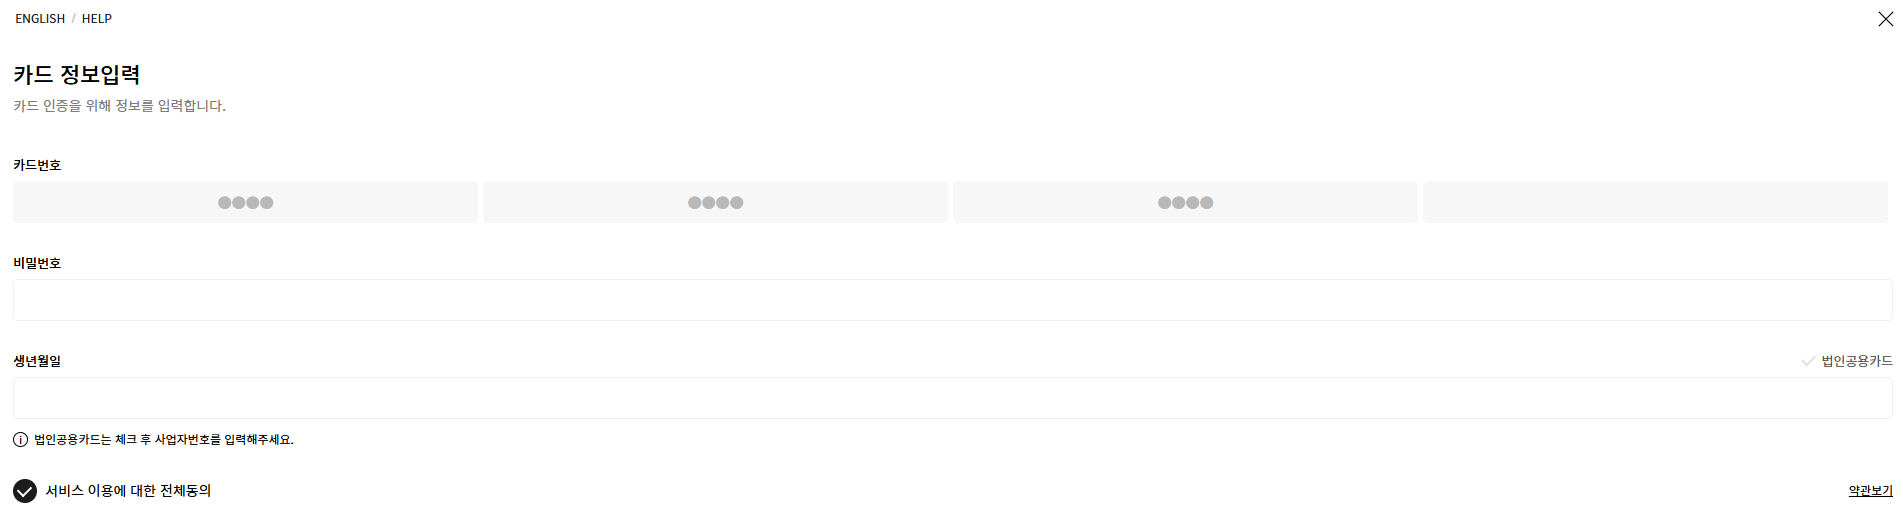 ENGLISH / HELP
카드 정보입력
카드 인증을 위해 정보를 입력합니다.
카드번호
●●●● ●●●● ●●●●
비밀번호
생년월일 법인공용카드
법인공용카드는 체크 후 사업자번호를 입력해주세요.
서비스 이용에 대한 전체동의 약관보기